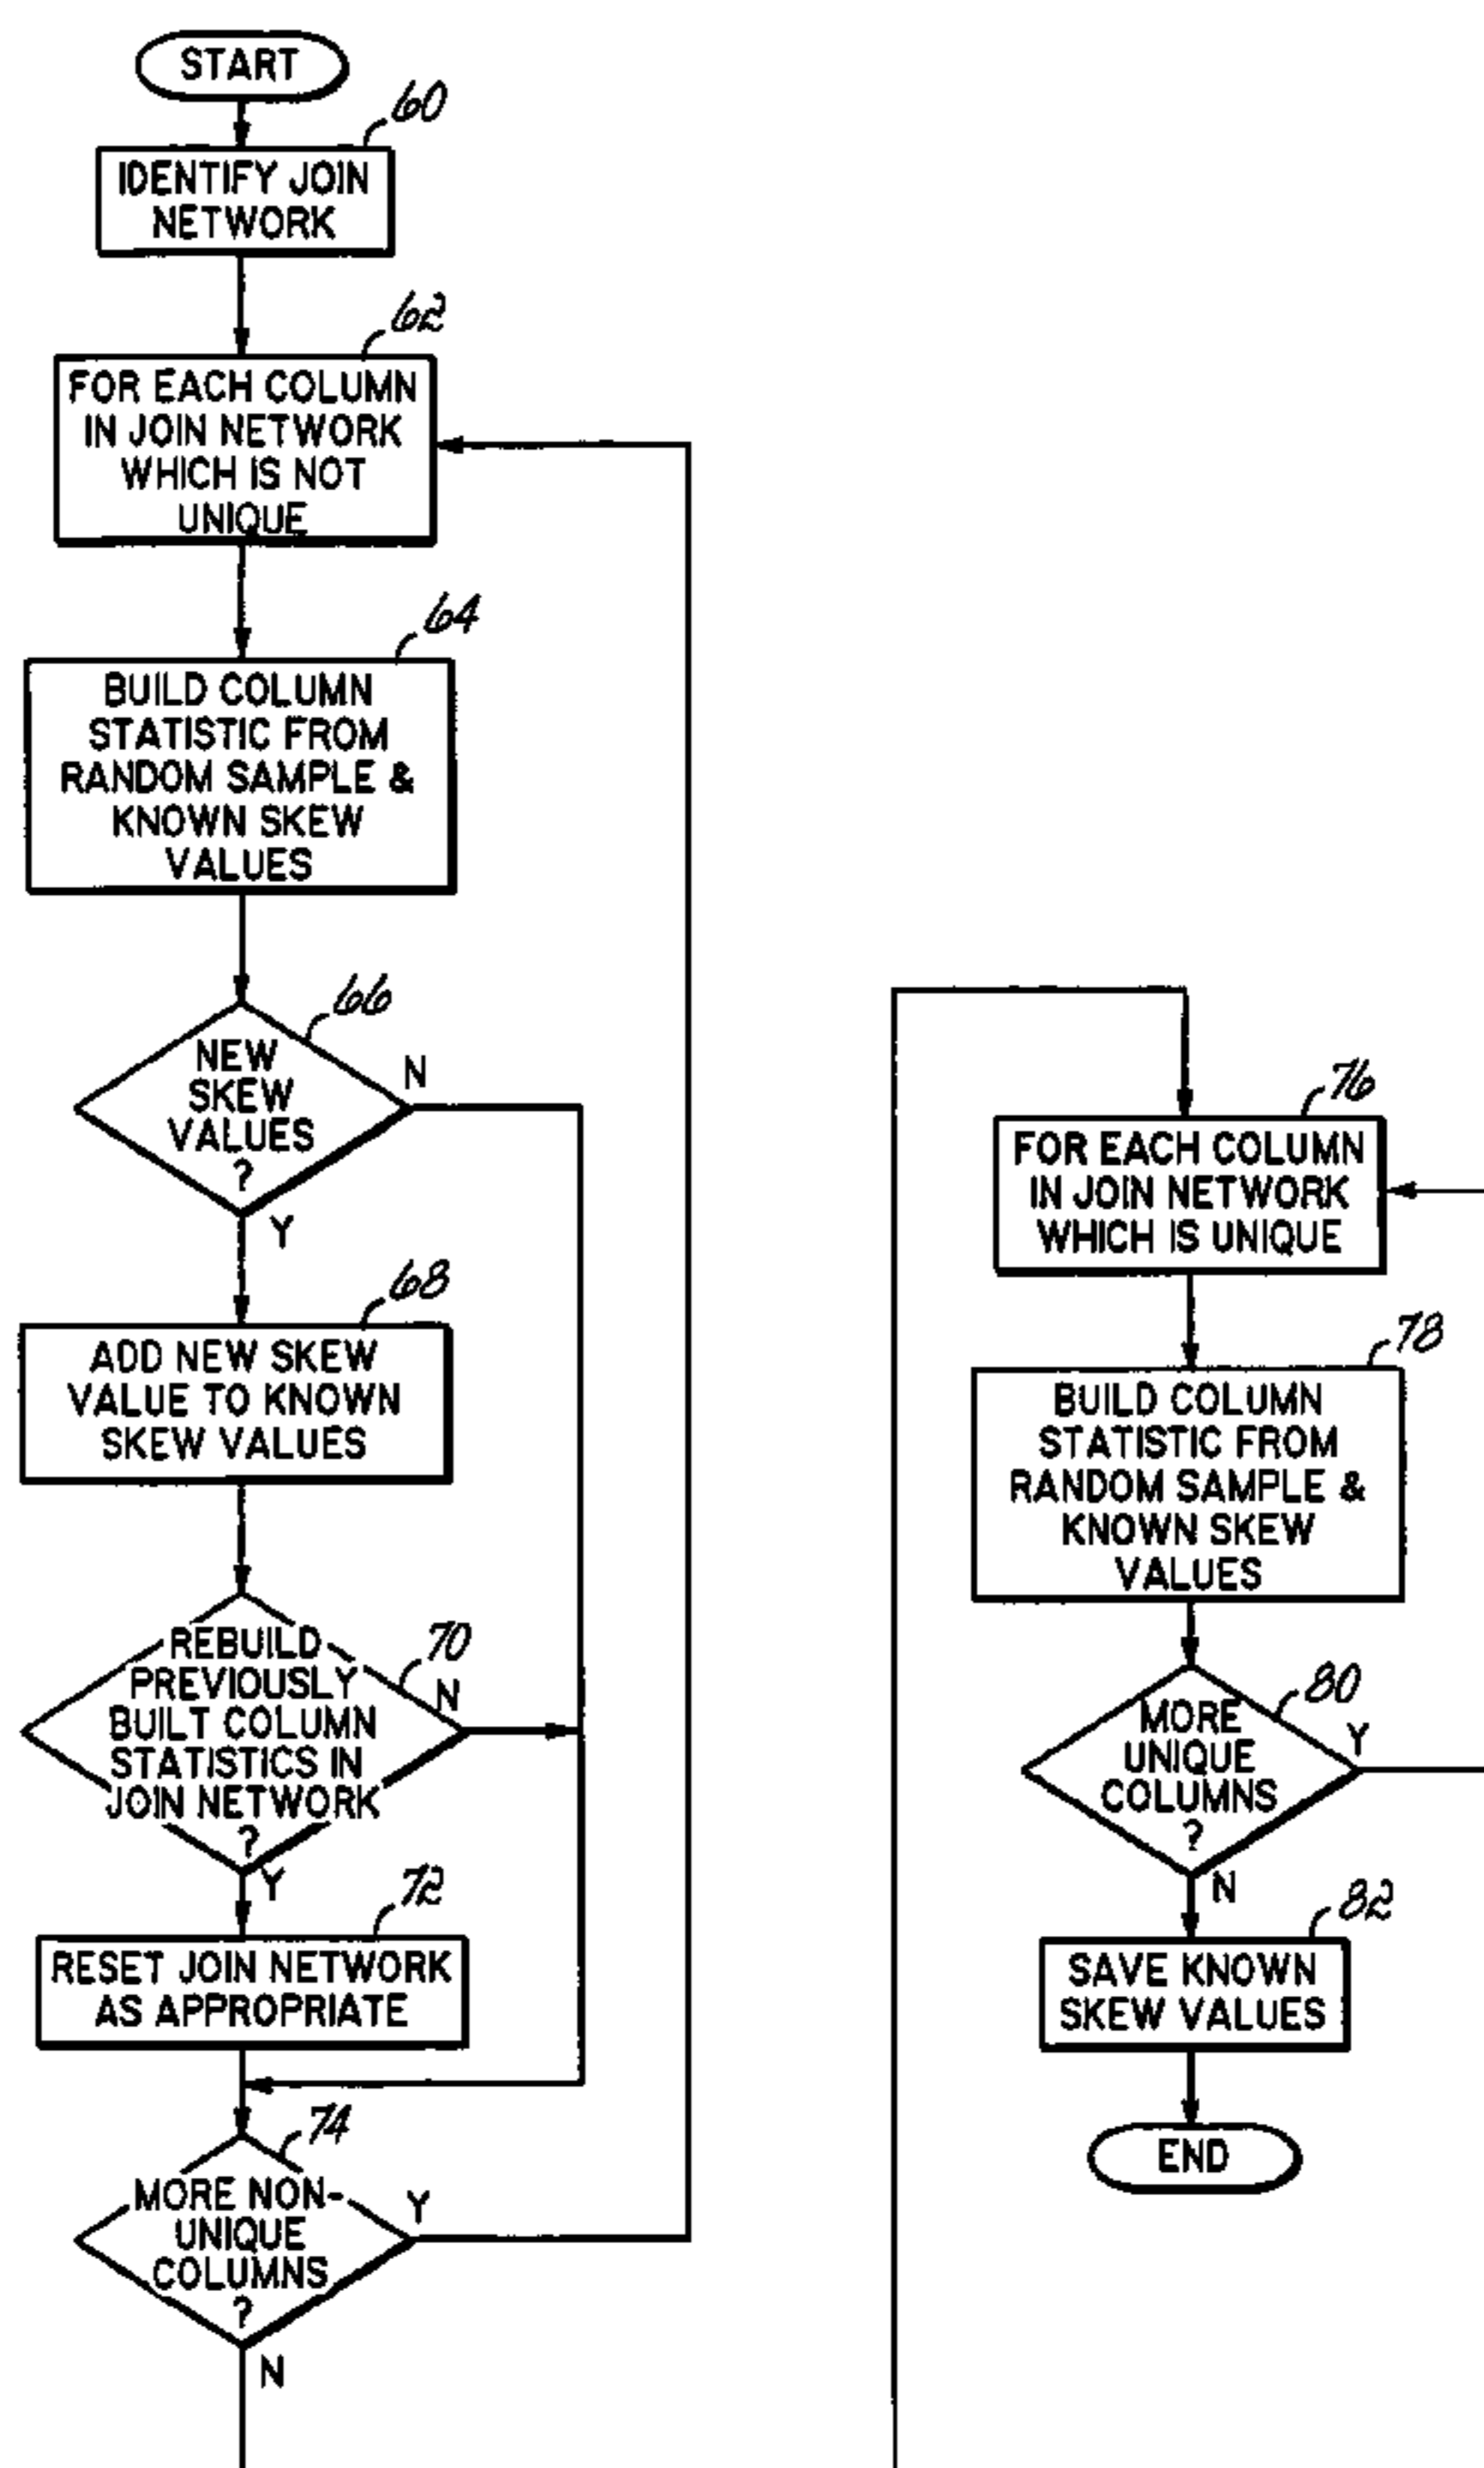 START
60
IDENTIFY JOIN
NETWORK
62
FOR EACH COLUMN
IN JOIN NETWORK
WHICH IS NOT
UNIQUE
64
BUILD COLUMN
STATISTIC FROM
RANDOM SAMPLE &
KNOWN SKEW
VALUES
66
NEW
SKEW
VALUES
?
N
Y
68
ADD NEW SKEW
VALUE TO KNOWN
SKEW VALUES
70
REBUILD
PREVIOUSLY
BUILT COLUMN
STATISTICS IN
JOIN NETWORK
?
N
Y
72
RESET JOIN NETWORK
AS APPROPRIATE
74
MORE NON-
UNIQUE
COLUMNS
?
Y
N
76
FOR EACH COLUMN
IN JOIN NETWORK
WHICH IS UNIQUE
78
BUILD COLUMN
STATISTIC FROM
RANDOM SAMPLE &
KNOWN SKEW
VALUES
80
MORE
UNIQUE
COLUMNS
?
Y
N
82
SAVE KNOWN
SKEW VALUES
END